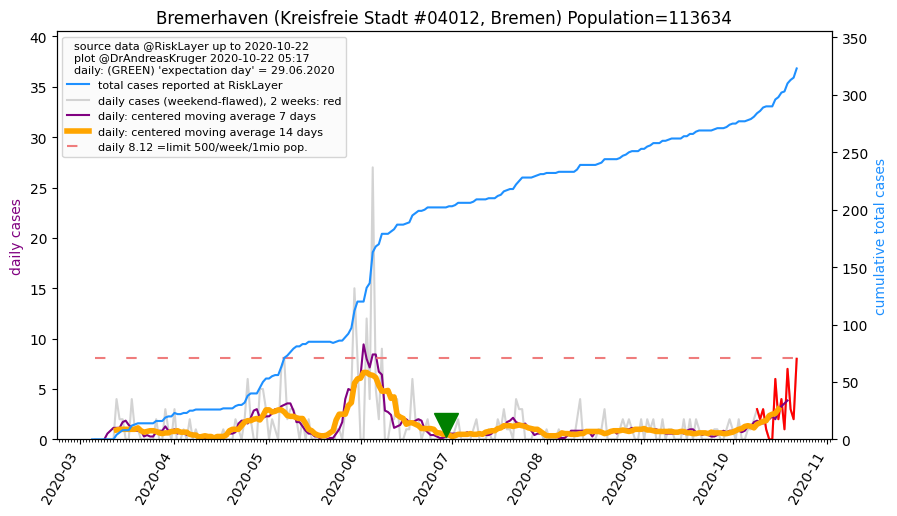 Bremerhaven (Kreisfreie Stadt #04012, Bremen) Population=113634
source data @RiskLayer up to 2020-10-22
plot @DrAndreasKruger 2020-10-22 05:17
daily: (GREEN) 'expectation day' = 29.06.2020
total cases reported at RiskLayer
daily cases (weekend-flawed), 2 weeks: red
daily: centered moving average 7 days
daily: centered moving average 14 days
daily 8.12 =limit 500/week/1mio pop.
daily cases
40
35
30
25
20
15
10
5
0
cumulative total cases
350
300
250
200
150
100
50
0
2020-03
2020-04
2020-05
2020-06
2020-07
2020-08
2020-09
2020-10
2020-11